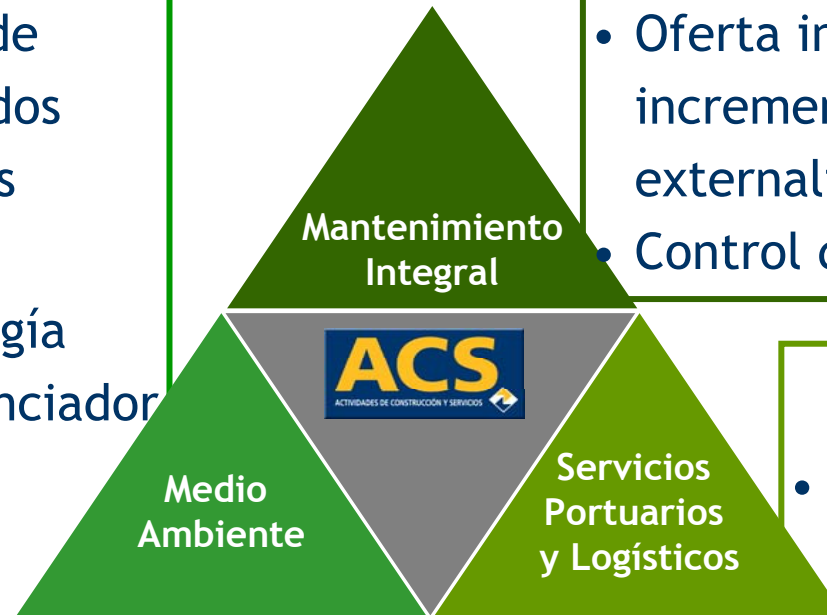 de
dos
s
gía
nciador
Oferta in
incremen
external
Control
Mantenimiento
Integral
ACS
ACTIVIDADES DE CONSTRUCCIÓN Y SERVICIOS
Medio
Ambiente
Servicios
Portuarios
y Logísticos